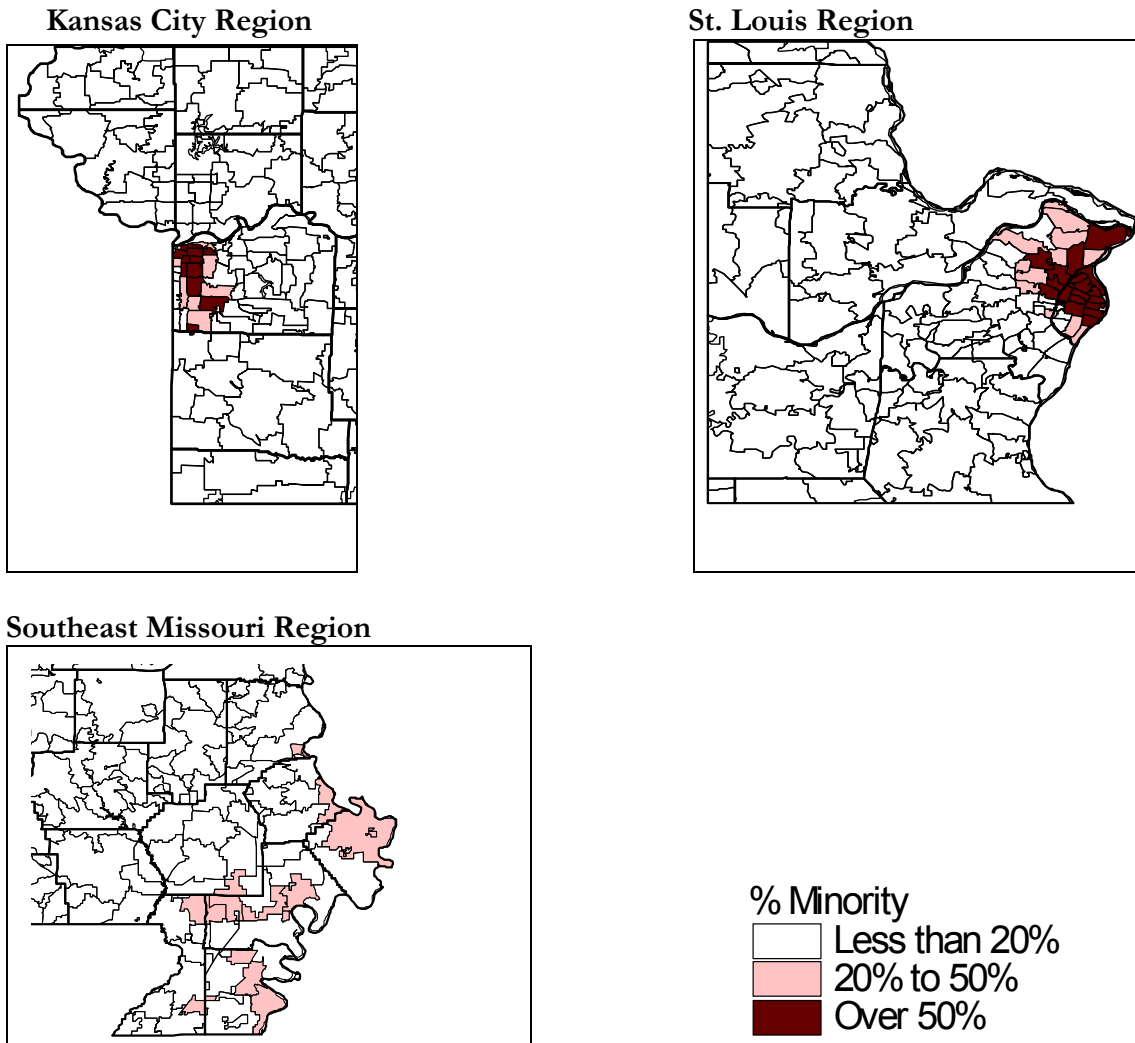 Kansas City Region
St. Louis Region
Southeast Missouri Region
% Minority
Less than 20%
20% to 50%
Over 50%